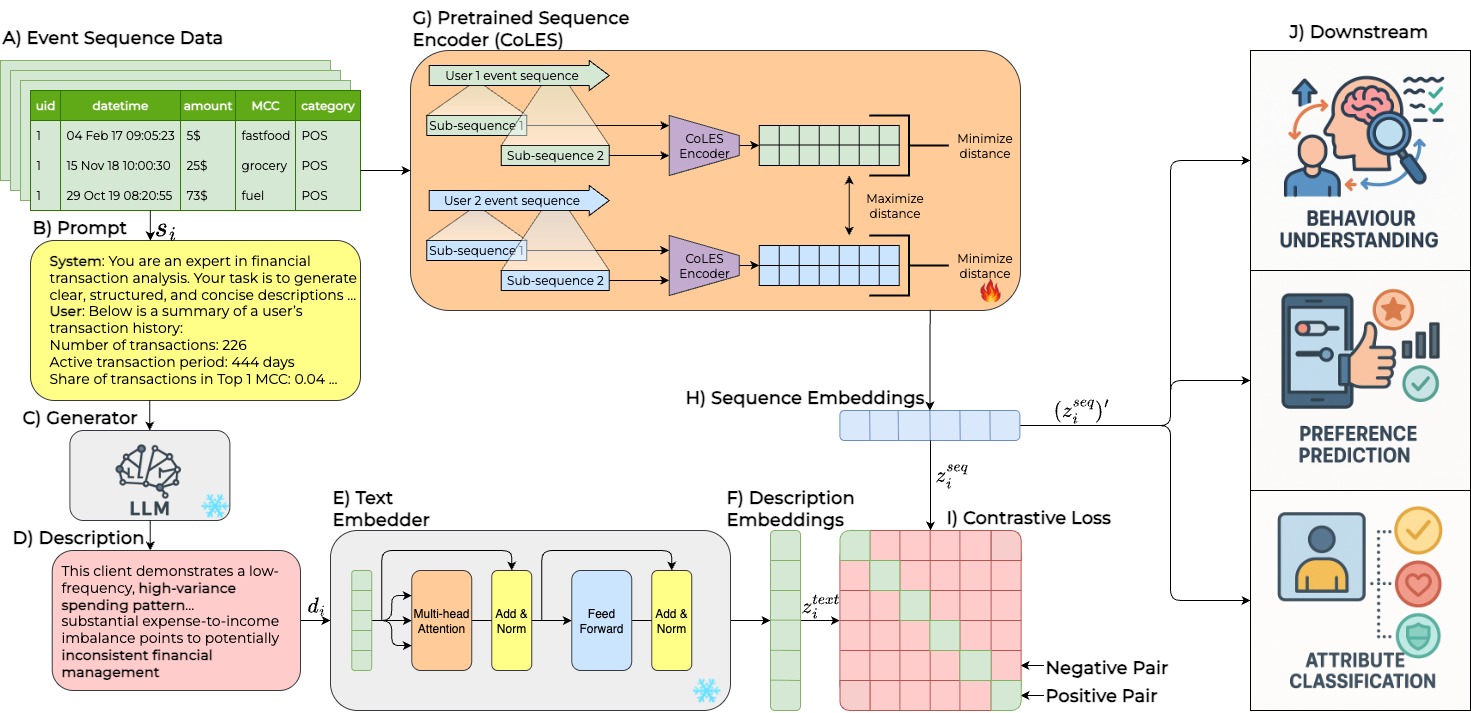 A) Event Sequence Data
uid datetime amount MCC category
1 04 Feb 17 09:05:23 5$ fastfood POS
1 15 Nov 18 10:00:30 25$ grocery POS
1 29 Oct 19 08:20:55 73$ fuel POS
s_i
B) Prompt
System: You are an expert in financial
transaction analysis. Your task is to generate
clear, structured, and concise descriptions ...
User: Below is a summary of a user's
transaction history:
Number of transactions: 226
Active transaction period: 444 days
Share of transactions in Top 1 MCC: 0.04 ...
C) Generator
LLM
LLM
D) Description
This client demonstrates a low-
frequency, high-variance
spending pattern...
substantial expense-to-income
imbalance points to potentially
inconsistent financial
management
d_i
E) Text
Embedder
Multi-head
Attention
Add &
Norm
Feed
Forward
Add &
Norm
F) Description
Embeddings
z_i^{text}
G) Pretrained Sequence
Encoder (CoLES)
User 1 event sequence
Sub-sequence 1
Sub-sequence 2
CoLES
Encoder
Minimize
distance
Maximize
distance
User 2 event sequence
Sub-sequence 1
Sub-sequence 2
CoLES
Encoder
Minimize
distance
H) Sequence Embeddings
(z_i^{seq})'
z_i^{seq}
I) Contrastive Loss
Negative Pair
Positive Pair
J) Downstream
BEHAVIOUR
UNDERSTANDING
PREFERENCE
PREDICTION
ATTRIBUTE
CLASSIFICATION